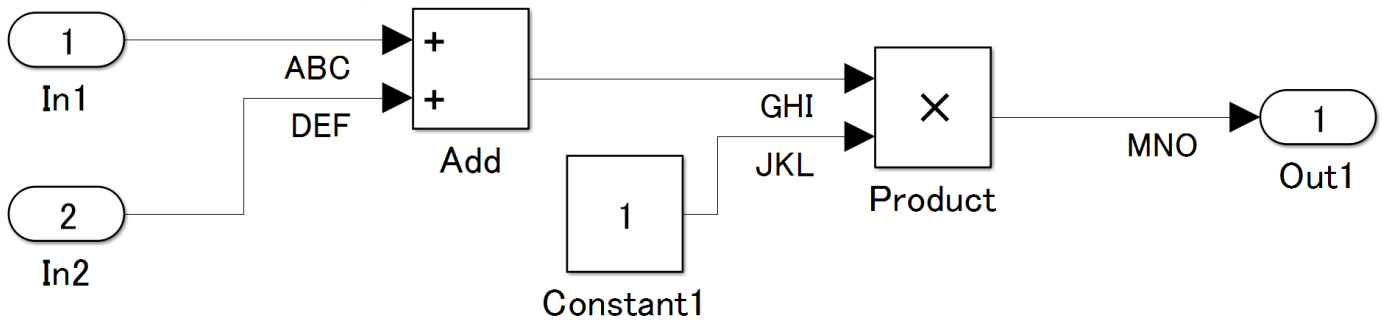 1
In1
ABC
+
+
DEF
Add
2
In2
GHI
JKL
1
Constant1
×
Product
MNO
1
Out1